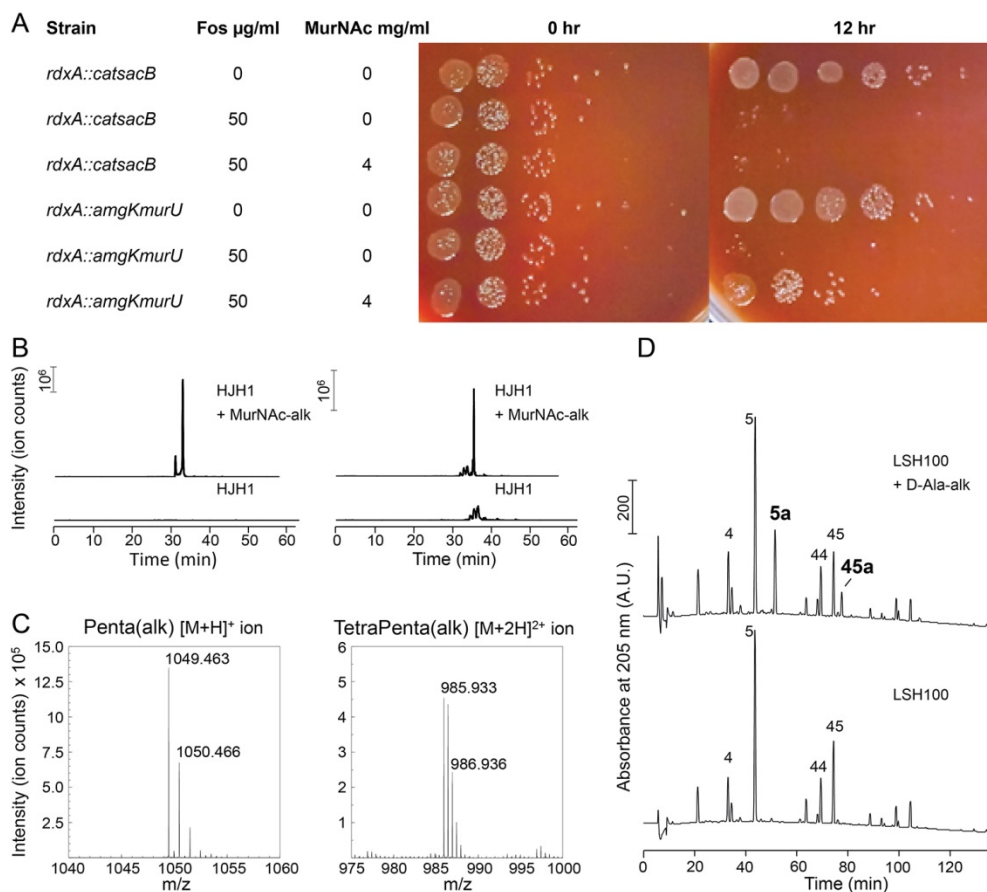 A
Strain Fos µg/ml MurNAc mg/ml 0 hr 12 hr
rdxA::catsacB 0 0
rdxA::catsacB 50 0
rdxA::catsacB 50 4
rdxA::amgKmurU 0 0
rdxA::amgKmurU 50 0
rdxA::amgKmurU 50 4
B
Intensity (ion counts)
10⁶
HJH1
+ MurNAc-alk
HJH1
0 10 20 30 40 50 60
Time (min)
10⁶
HJH1
+ MurNAc-alk
HJH1
0 10 20 30 40 50 60
Time (min)
C
Penta(alk) [M+H]⁺ ion
Intensity (ion counts) x 10⁵
15.0
12.5
10.0
7.5
5.0
2.5
1049.463
1050.466
1040 1045 1050 1055 1060
m/z
TetraPenta(alk) [M+2H]²⁺ ion
6
5
4
3
2
1
0
985.933
986.936
975 980 985 990 995 1000
m/z
D
Absorbance at 205 nm (A.U.)
200
LSH100
+ D-Ala-alk
4
5
5a
44
45
45a
LSH100
4
5
44
45
0 20 40 60 80 100 120
Time (min)